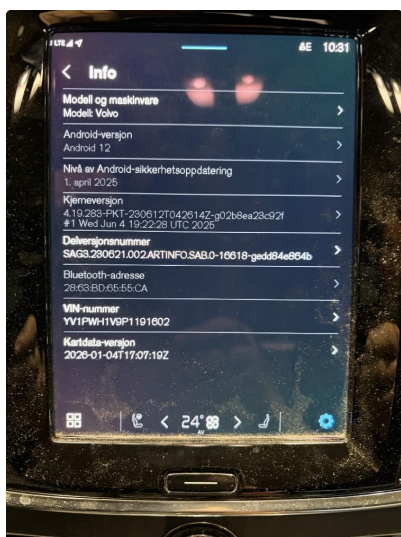 LTE
10:31
Info
Modell og maskinvare
Modell: Volvo
Android-versjon
Android 12
Nivå av Android-sikkerhetsoppdatering
1. april 2025
Kjerneversjon
4.19.283-PKT-230612T042614Z-g02b8ea23c92f
#1 Wed Jun 4 19:22:28 UTC 2025
Delversjonsnummer
SAG3.230621.002.ARTINFO.SAB.0-16618-gedd84e864b
Bluetooth-adresse
28:63:BD:65:55:CA
VIN-nummer
YV1PWH1V9P1191602
Kartdata-versjon
2026-01-04T17:07:19Z
24°
AV